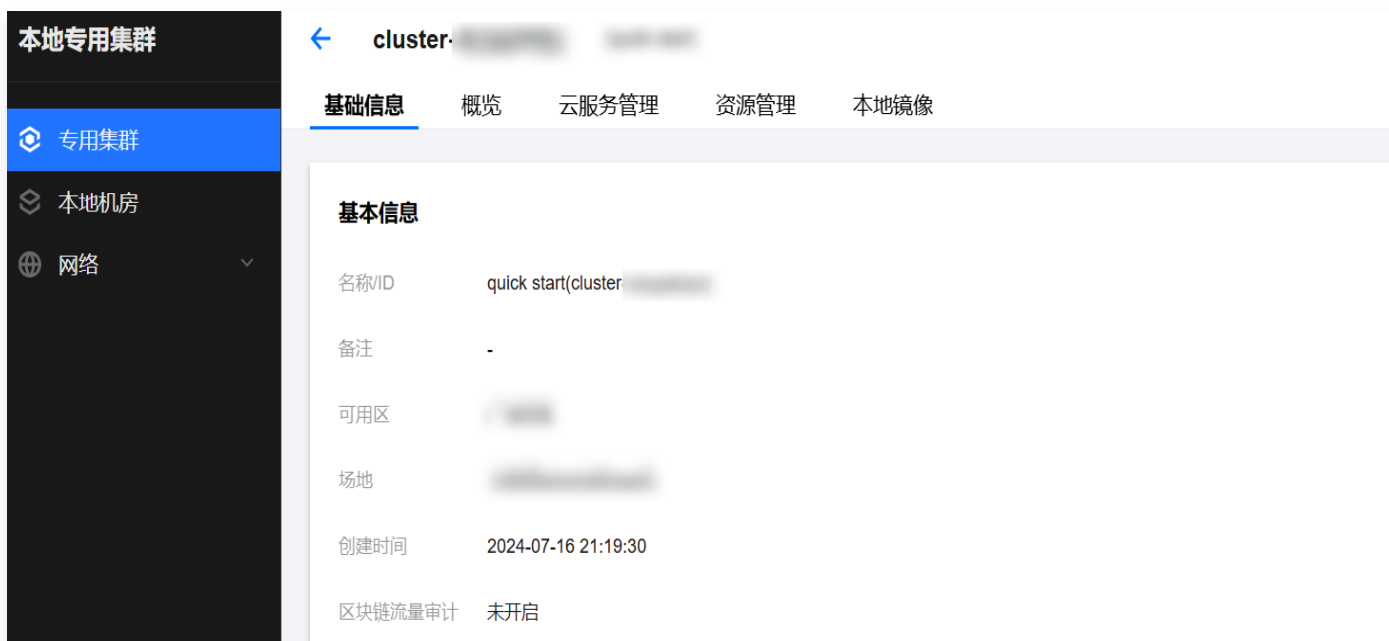 本地专用集群
专用集群
本地机房
网络
cluster-
基础信息 概览 云服务管理 资源管理 本地镜像
基本信息
名称/ID quick start(cluster-
备注 -
可用区
场地
创建时间 2024-07-16 21:19:30
区块链流量审计 未开启